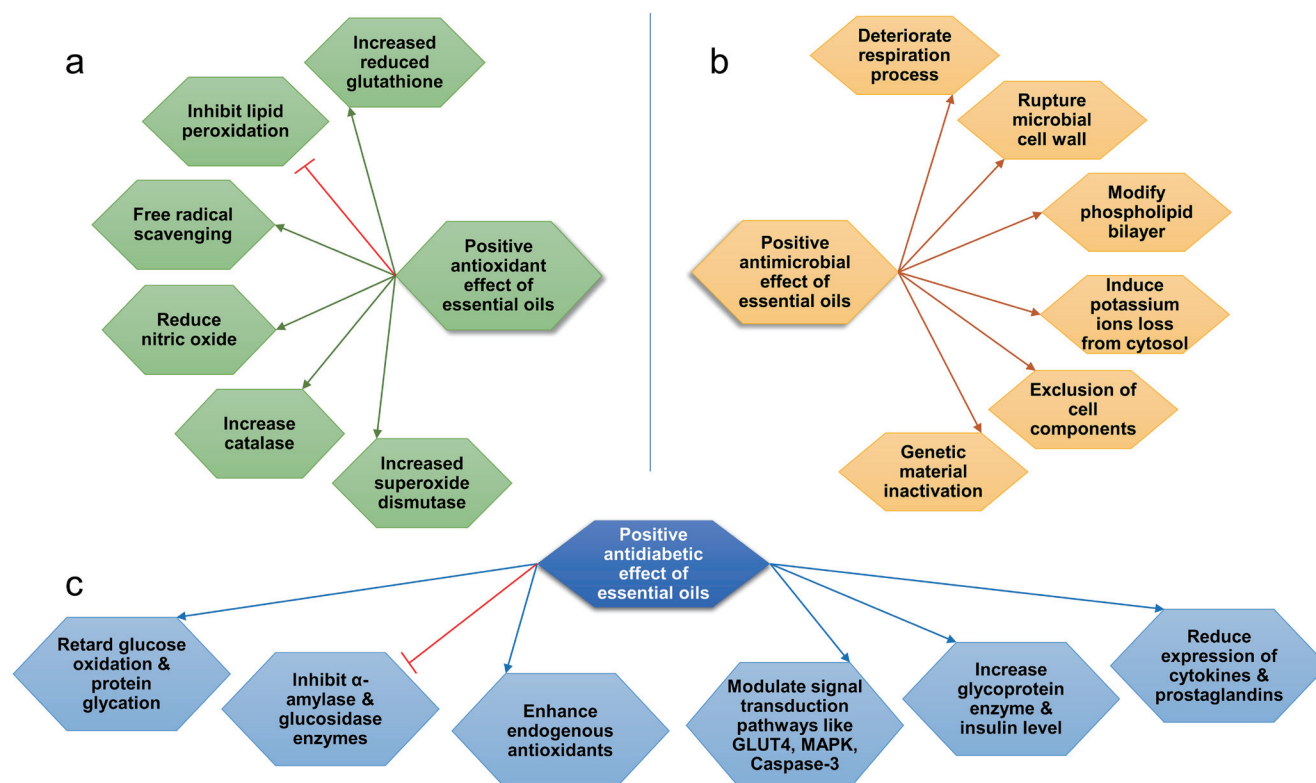 a
Increased
reduced
glutathione
Inhibit lipid
peroxidation
Free radical
scavenging
Reduce
nitric oxide
Increase
catalase
Increased
superoxide
dismutase
Positive
antioxidant
effect of
essential oils
b
Deteriorate
respiration
process
Rupture
microbial
cell wall
Modify
phospholipid
bilayer
Induce
potassium
ions loss
from cytosol
Exclusion of
cell
components
Genetic
material
inactivation
Positive
antimicrobial
effect of
essential oils
c
Positive
antidiabetic
effect of
essential oils
Retard glucose
oxidation &
protein
glycation
Inhibit α-
amylase &
glucosidase
enzymes
Enhance
endogenous
antioxidants
Modulate signal
transduction
pathways like
GLUT4, MAPK,
Caspase-3
Increase
glycoprotein
enzyme &
insulin level
Reduce
expression of
cytokines &
prostaglandins